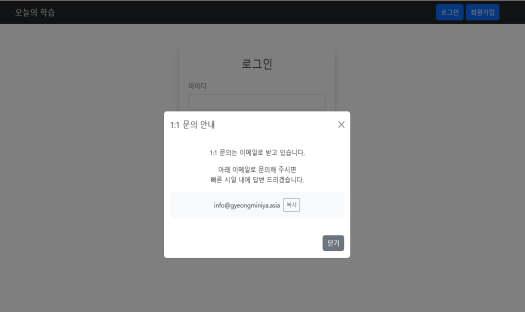 오늘의 학습
로그인 회원가입
로그인
아이디
1:1 문의 안내
1:1 문의는 이메일로 받고 있습니다.
아래 이메일로 문의해 주시면
빠른 시일 내에 답변 드리겠습니다.
info@gyeongminiya.asia 복사
닫기